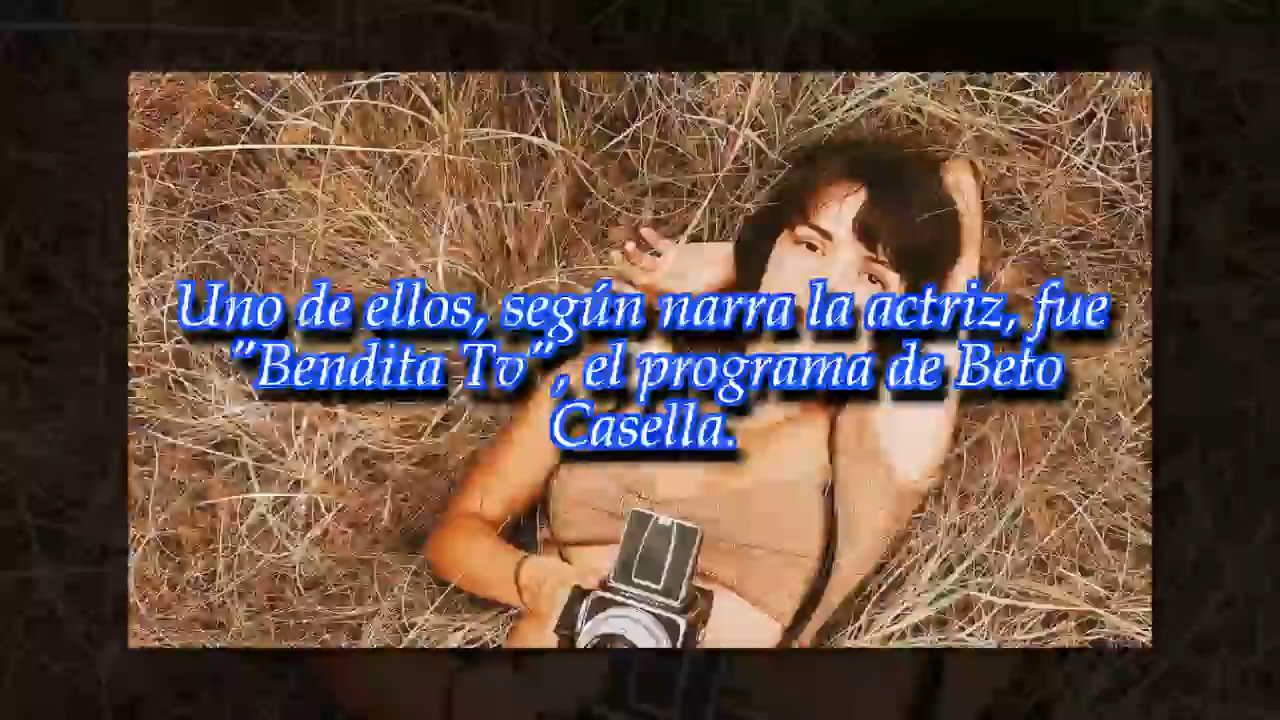 Uno de ellos, según narra la actriz, fue
"Bendita Tv", el programa de Beto
Casella.